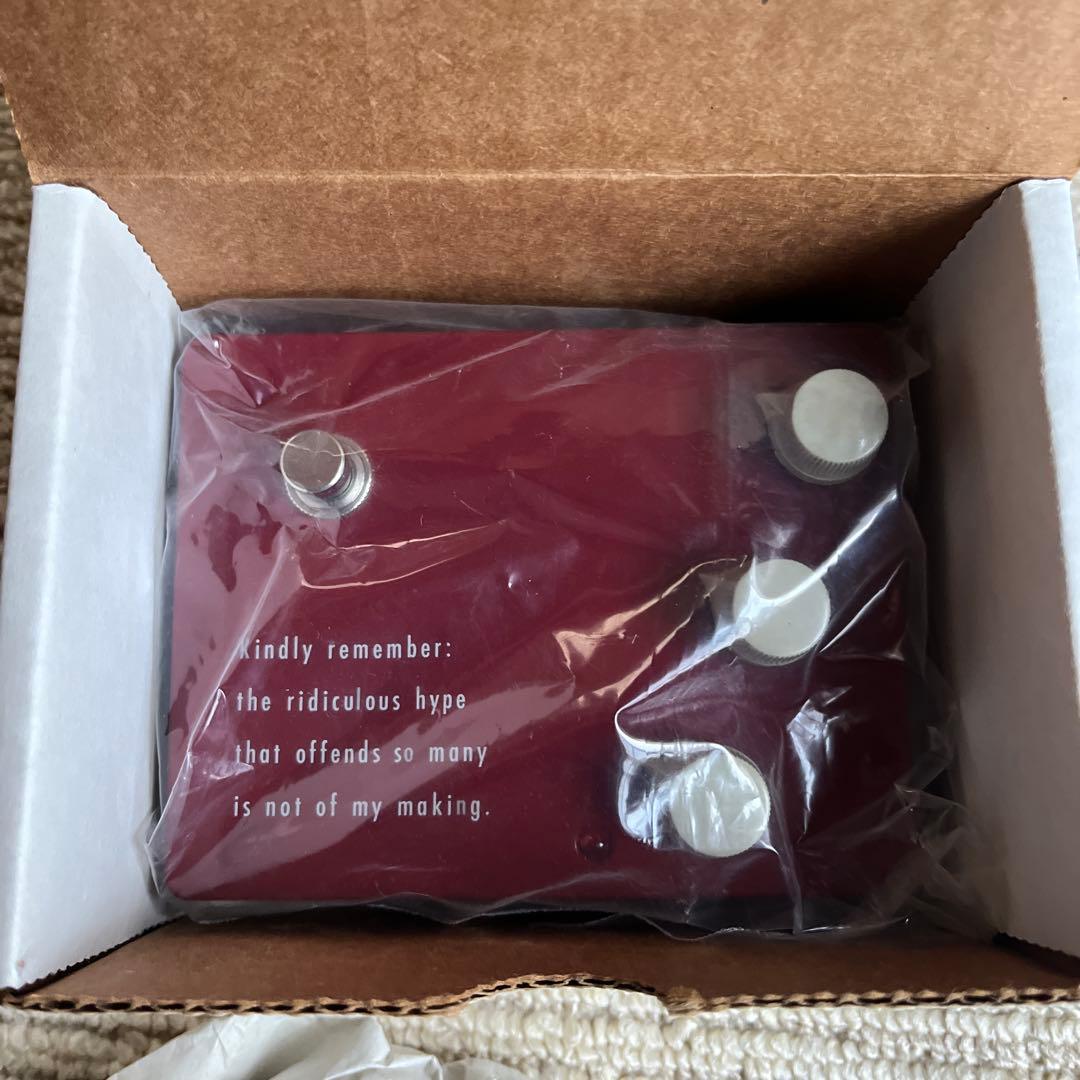 kindly remember:
the ridiculous hype
that offends so many
is not of my making.